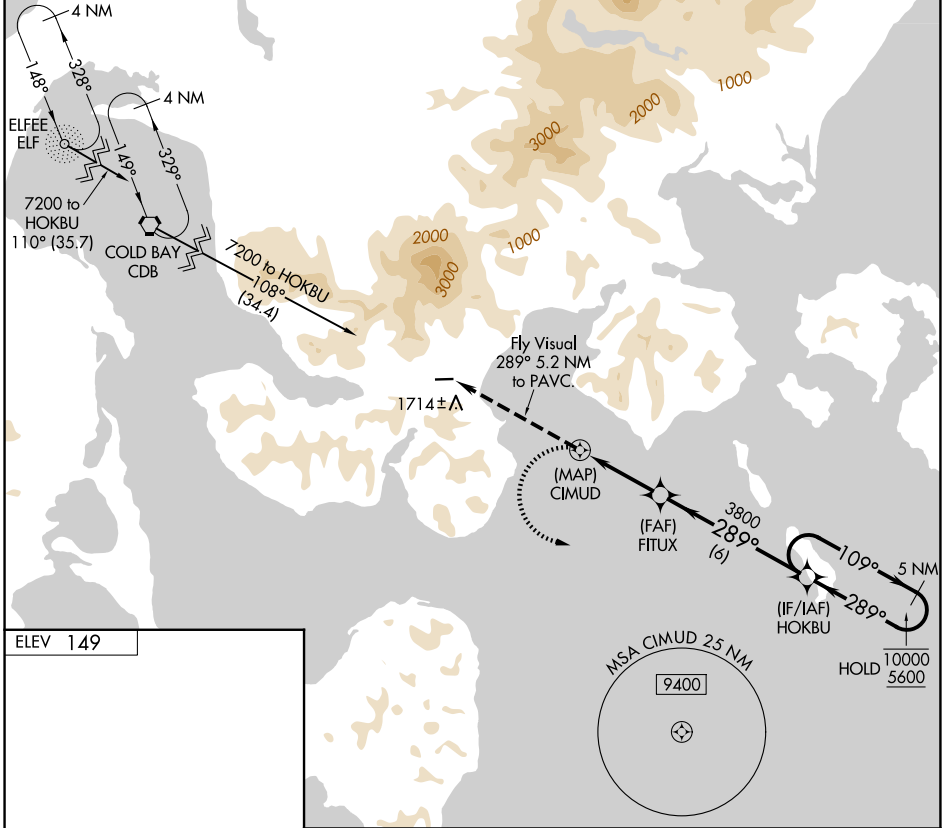 4 NM
148°
328°
4 NM
ELFEE
ELF
149°
329°
7200 to
HOKBU
110° (35.7)
COLD BAY
CDB
7200 to HOKBU
108°
(34.4)
1000
2000
3000
2000
3000
1000
Fly Visual
289° 5.2 NM
to PAVC.
1714±
(MAP)
CIMUD
(FAF)
FITUX
3800
289°
(6)
109°
5 NM
289°
(IF/IAF)
HOKBU
HOLD
10000
5600
ELEV 149
MSA CIMUD 25 NM
9400